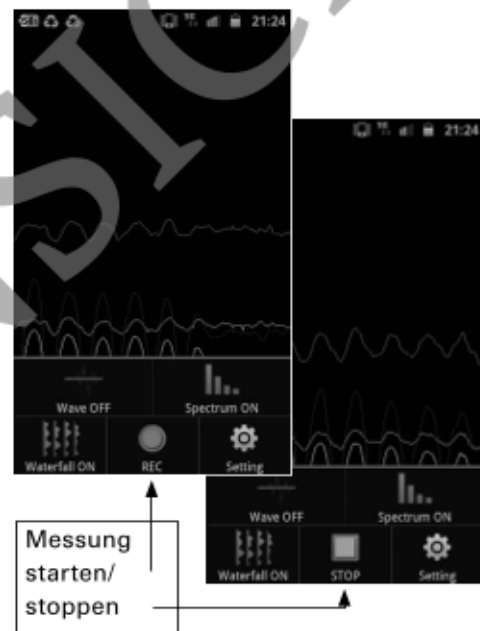 21:24
21:24
Wave OFF
Spectrum ON
Waterfall ON
REC
Setting
Wave OFF
Spectrum ON
Waterfall ON
STOP
Setting
Messung
starten/
stoppen